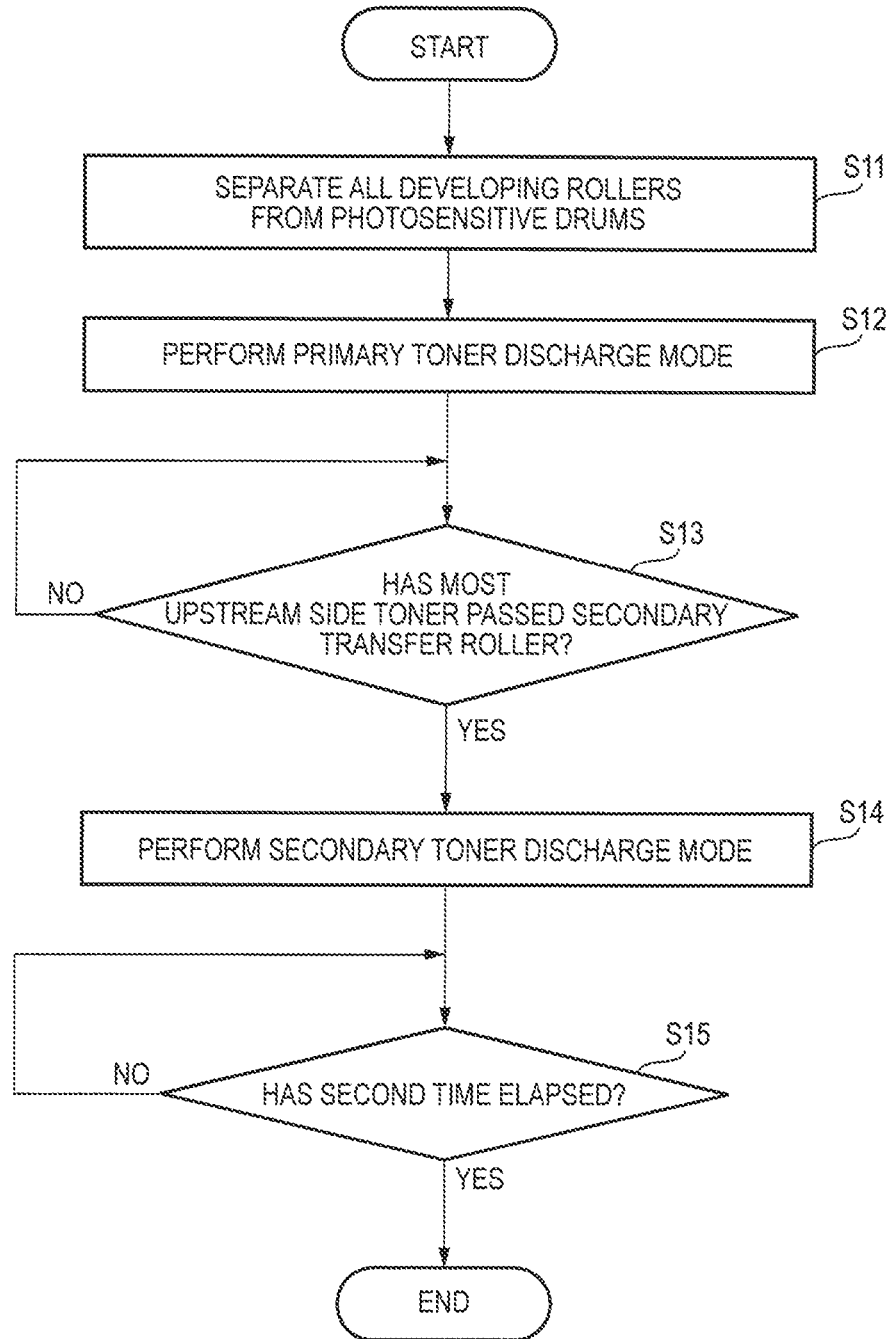 START
S11
SEPARATE ALL DEVELOPING ROLLERS
FROM PHOTOSENSITIVE DRUMS
S12
PERFORM PRIMARY TONER DISCHARGE MODE
S13
NO
HAS MOST
UPSTREAM SIDE TONER PASSED SECONDARY
TRANSFER ROLLER?
YES
S14
PERFORM SECONDARY TONER DISCHARGE MODE
S15
NO
HAS SECOND TIME ELAPSED?
YES
END